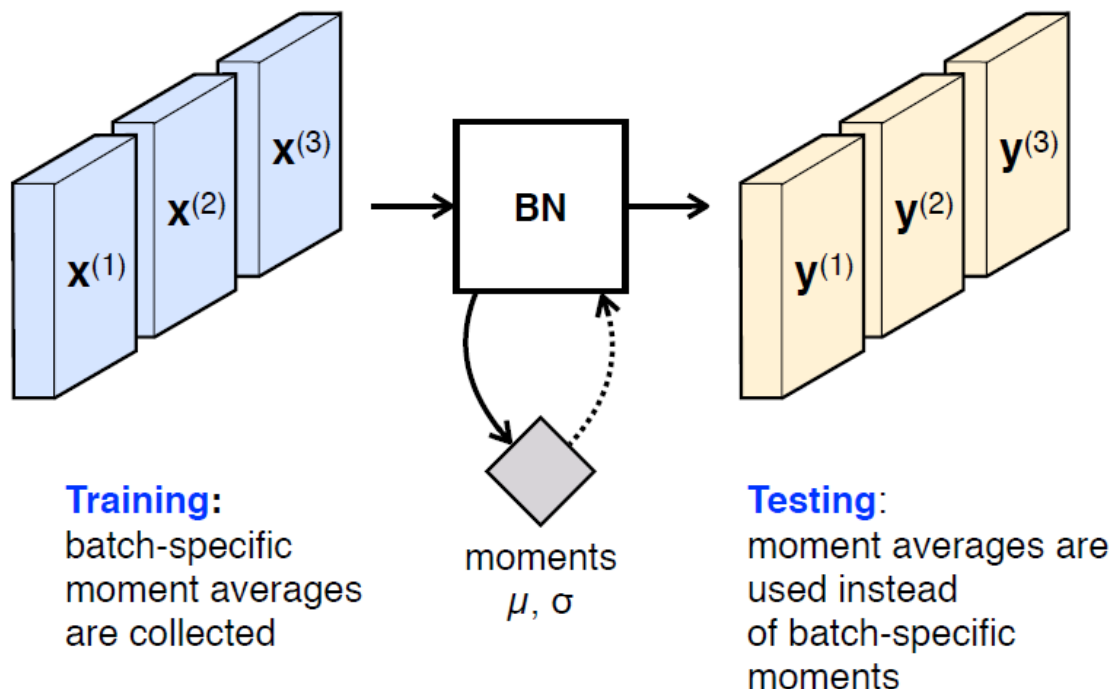 x(1)
x(2)
x(3)
BN
y(1)
y(2)
y(3)
moments
μ, σ
Training:
batch-specific
moment averages
are collected
Testing:
moment averages are
used instead
of batch-specific
moments